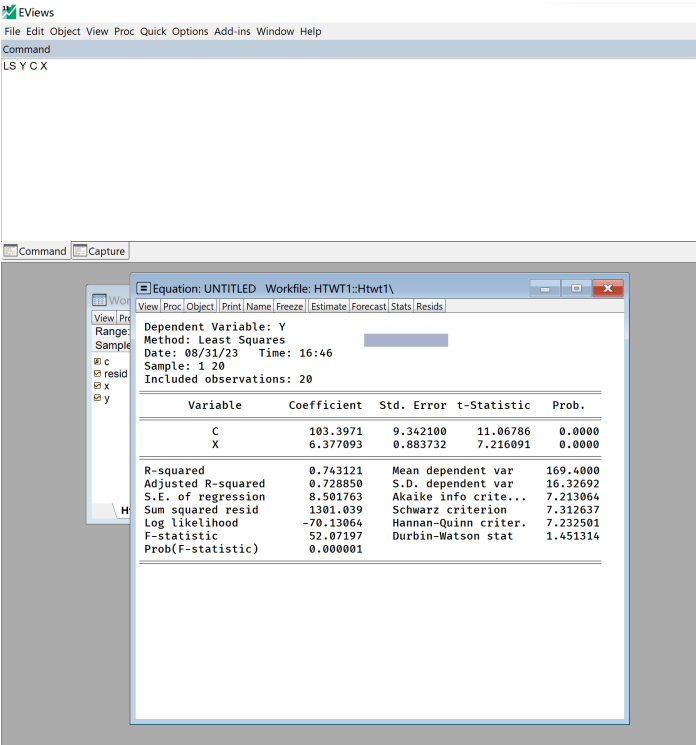 EViews
File Edit Object View Proc Quick Options Add-ins Window Help
Command
LS Y C X
Command Capture
Equation: UNTITLED Workfile: HTWT1::Htwt1\
View Proc Object Print Name Freeze Estimate Forecast Stats Resids
View
Range:
Sample
c
resid
x
y
Dependent Variable: Y
Method: Least Squares
Date: 08/31/23 Time: 16:46
Sample: 1 20
Included observations: 20
Variable Coefficient Std. Error t-Statistic Prob.
C 103.3971 9.342100 11.06786 0.0000
X 6.377093 0.883732 7.216091 0.0000
R-squared 0.743121 Mean dependent var 169.4000
Adjusted R-squared 0.728850 S.D. dependent var 16.32692
S.E. of regression 8.501763 Akaike info crite... 7.213064
Sum squared resid 1301.039 Schwarz criterion 7.312637
Log likelihood -70.13064 Hannan-Quinn criter. 7.232501
F-statistic 52.07197 Durbin-Watson stat 1.451314
Prob(F-statistic) 0.000001